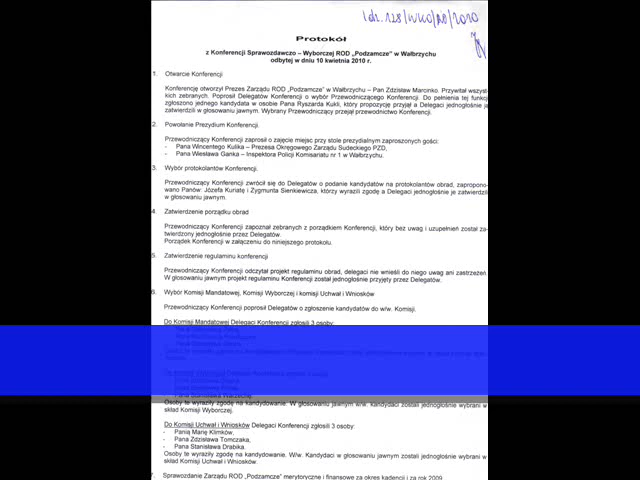 Protokół
z Konferencji Sprawozdawczo – Wyborczej ROD „Podzamcze" w Wałbrzychu
odbytej w dniu 10 kwietnia 2010 r.
1. Otwarcie Konferencji
Konferencję otworzył Prezes Zarządu ROD „Podzamcze" w Wałbrzychu – Pan Zdzisław Marcinko. Przywitał wszyst-
kich zebranych. Poprosił Delegatów Konferencji o wybór Przewodniczącego Konferencji. Do pełnienia tej funkcj
zgłoszono jednego kandydata w osobie Pana Ryszarda Kukli, który propozycję przyjął a Delegaci jednogłośnie ją
zatwierdzili w głosowaniu jawnym. Wybrany Przewodniczący przejął przewodnictwo Konferencji.
2. Powołanie Prezydium Konferencji.
Przewodniczący Konferencji zaprosił o zajęcie miejsc przy stole prezydialnym zaproszonych gości:
- Pana Wincentego Kulika – Prezesa Okręgowego Zarządu Sudeckiego PZD,
- Pana Wiesława Ganka – Inspektora Policji Komisariatu nr 1 w Wałbrzychu.
3. Wybór protokolantów Konferencji.
Przewodniczący Konferencji zwrócił się do Delegatów o podanie kandydatów na protokolantów obrad, zapropono-
wano Panów: Józefa Kuriatę i Zygmunta Sienkiewicza, którzy wyrazili zgodę a Delegaci jednogłośnie je zatwierdzili
w głosowaniu jawnym.
4. Zatwierdzenie porządku obrad
Przewodniczący Konferencji zapoznał zebranych z porządkiem Konferencji, który bez uwag i uzupełnień został za-
twierdzony jednogłośnie przez Delegatów.
Porządek Konferencji w załączeniu do niniejszego protokołu.
5. Zatwierdzenie regulaminu konferencji
Przewodniczący Konferencji odczytał projekt regulaminu obrad, delegaci nie wnieśli do niego uwag ani zastrzeżeń.
W głosowaniu jawnym projekt regulaminu Konferencji został jednogłośnie przyjęty przez Delegatów.
6. Wybór Komisji Mandatowej, Komisji Wyborczej i komisji Uchwał i Wniosków
Przewodniczący Konferencji poprosił Delegatów o zgłoszenie kandydatów do w/w. Komisji.
Do Komisji Mandatowej Delegaci Konferencji zgłosili 3 osoby:
Osoby te wyraziły zgodę na kandydowanie. W głosowaniu jawnym w/w. kandydaci zostali jednogłośnie wybrani w
skład Komisji Wyborczej.
Do Komisji Uchwał i Wniosków Delegaci Konferencji zgłosili 3 osoby:
- Panią Marię Klimków,
- Pana Zdzisława Tomczaka,
- Pana Stanisława Drabika.
Osoby te wyraziły zgodę na kandydowanie. W/w. Kandydaci w głosowaniu jawnym zostali jednogłośnie wybrani w
skład Komisji Uchwał i Wniosków.
7. Sprawozdanie Zarządu ROD „Podzamcze" merytoryczne i finansowe za okres kadencji i za rok 2009